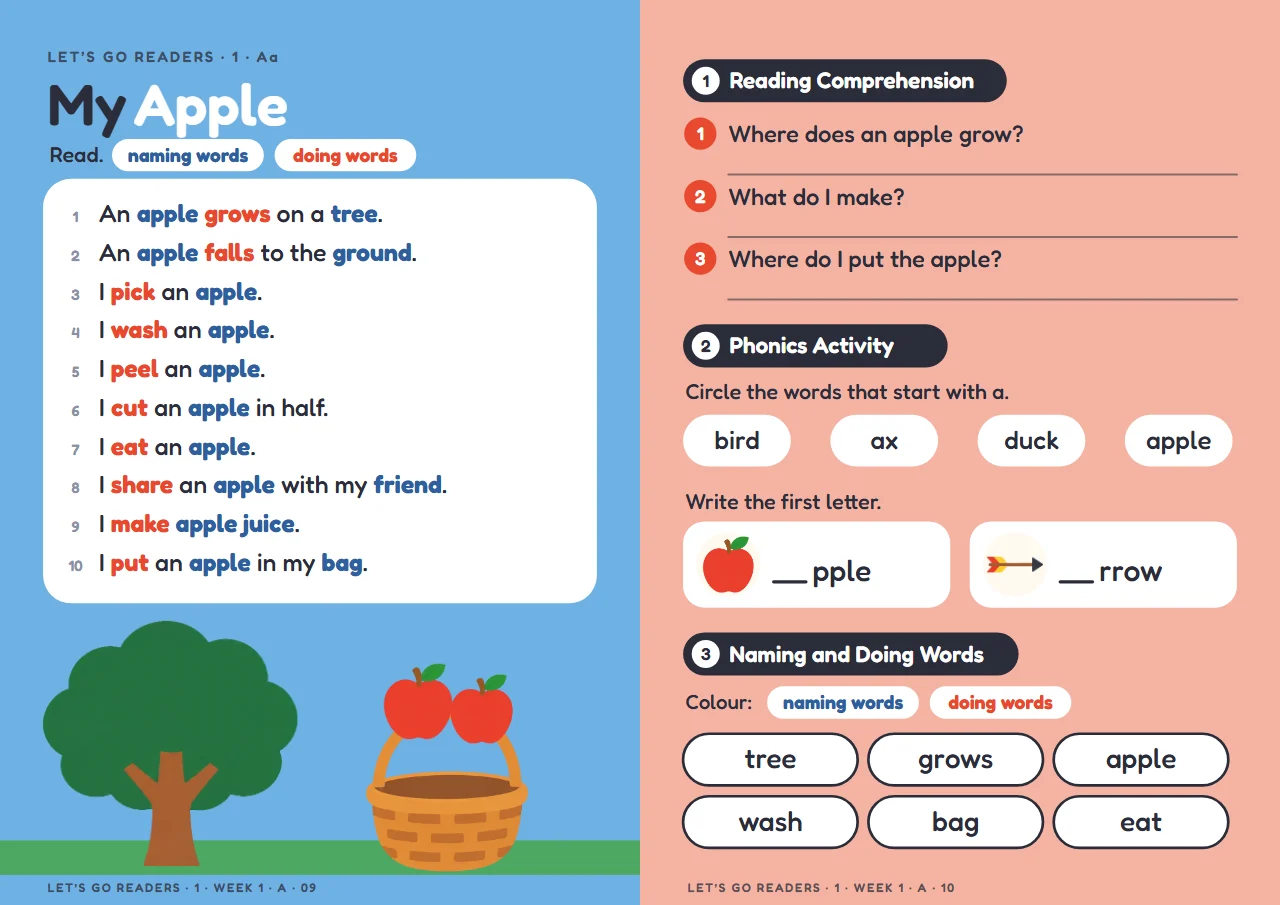 LET'S GO READERS · 1 · Aa
My Apple
Read. naming words doing words
1 An apple grows on a tree.
2 An apple falls to the ground.
3 I pick an apple.
4 I wash an apple.
5 I peel an apple.
6 I cut an apple in half.
7 I eat an apple.
8 I share an apple with my friend.
9 I make apple juice.
10 I put an apple in my bag.
LET'S GO READERS · 1 · WEEK 1 · A · 09
1 Reading Comprehension
1 Where does an apple grow?
2 What do I make?
3 Where do I put the apple?
2 Phonics Activity
Circle the words that start with a.
bird ax duck apple
Write the first letter.
__pple __rrow
3 Naming and Doing Words
Colour: naming words doing words
tree grows apple
wash bag eat
LET'S GO READERS · 1 · WEEK 1 · A · 10